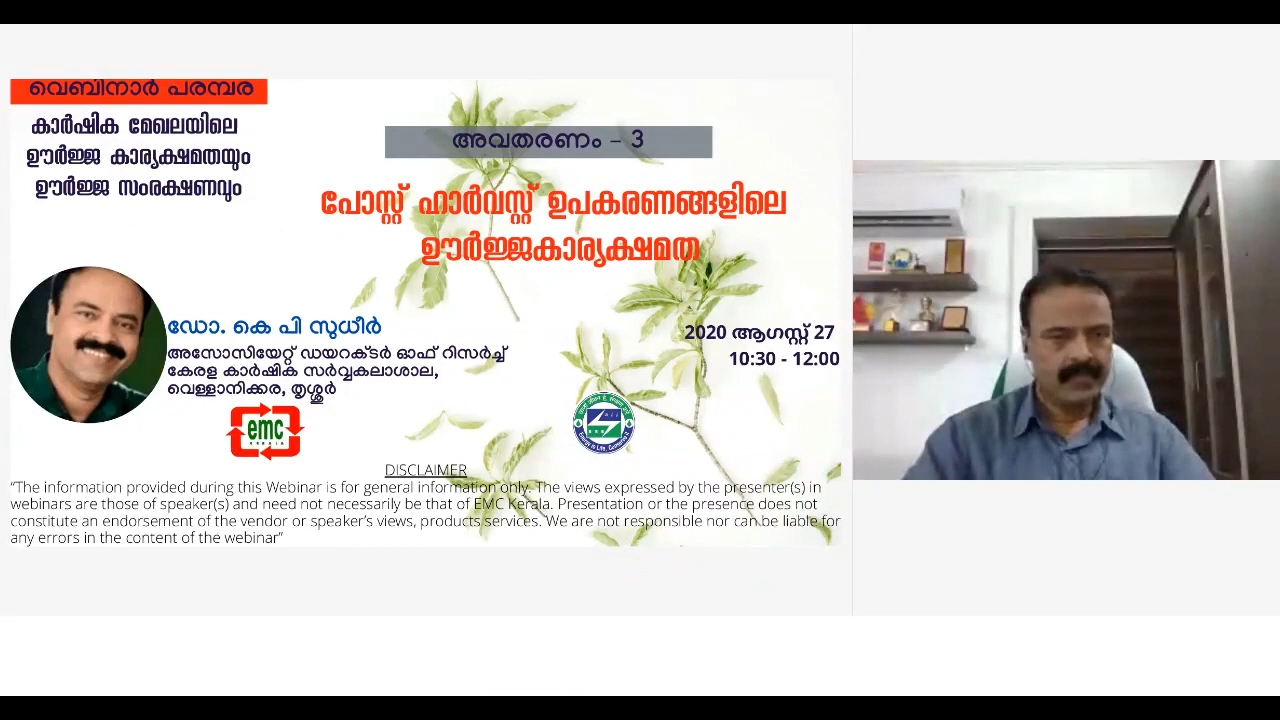 വെബിനാർ പരമ്പര
കാർഷിക മേഖലയിലെ
ഊർജ്ജ കാര്യക്ഷമതയും
ഊർജ്ജ സംരക്ഷണവും
അവതരണം – 3
പോസ്റ്റ് ഹാർവസ്റ്റ് ഉപകരണങ്ങളിലെ
ഊർജ്ജകാര്യക്ഷമത
ഡോ. കെ പി സുധീർ
അസോസിയേറ്റ് ഡയറക്ടർ ഓഫ് റിസർച്ച്
കേരള കാർഷിക സർവ്വകലാശാല,
വെള്ളാനിക്കര, തൃശ്ശൂർ
2020 ആഗസ്റ്റ് 27
10:30 - 12:00
emc
KERALA
DISCLAIMER
“The information provided during this Webinar is for general information only. The views expressed by the presenter(s) in
webinars are those of speaker(s) and need not necessarily be that of EMC Kerala. Presentation or the presence does not
constitute an endorsement of the vendor or speaker’s views, products services. We are not responsible nor can be liable for
any errors in the content of the webinar”